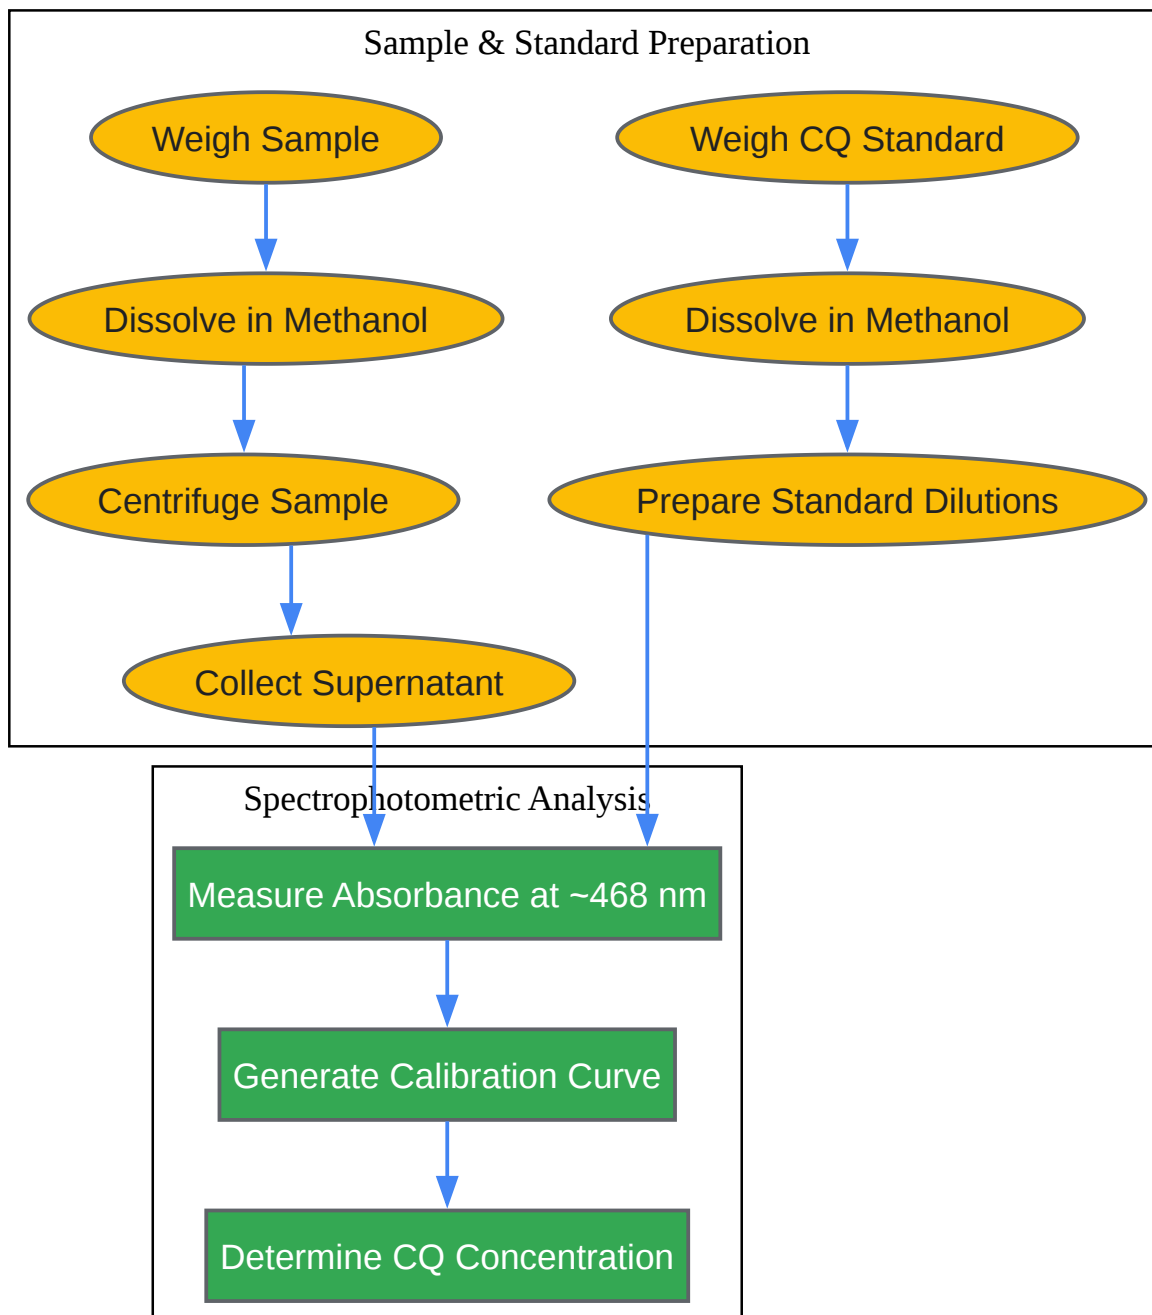 Sample & Standard Preparation
Weigh Sample
Weigh CQ Standard
Dissolve in Methanol
Dissolve in Methanol
Centrifuge Sample
Prepare Standard Dilutions
Collect Supernatant
Spectrophotometric Analysis
Measure Absorbance at ~468 nm
Generate Calibration Curve
Determine CQ Concentration